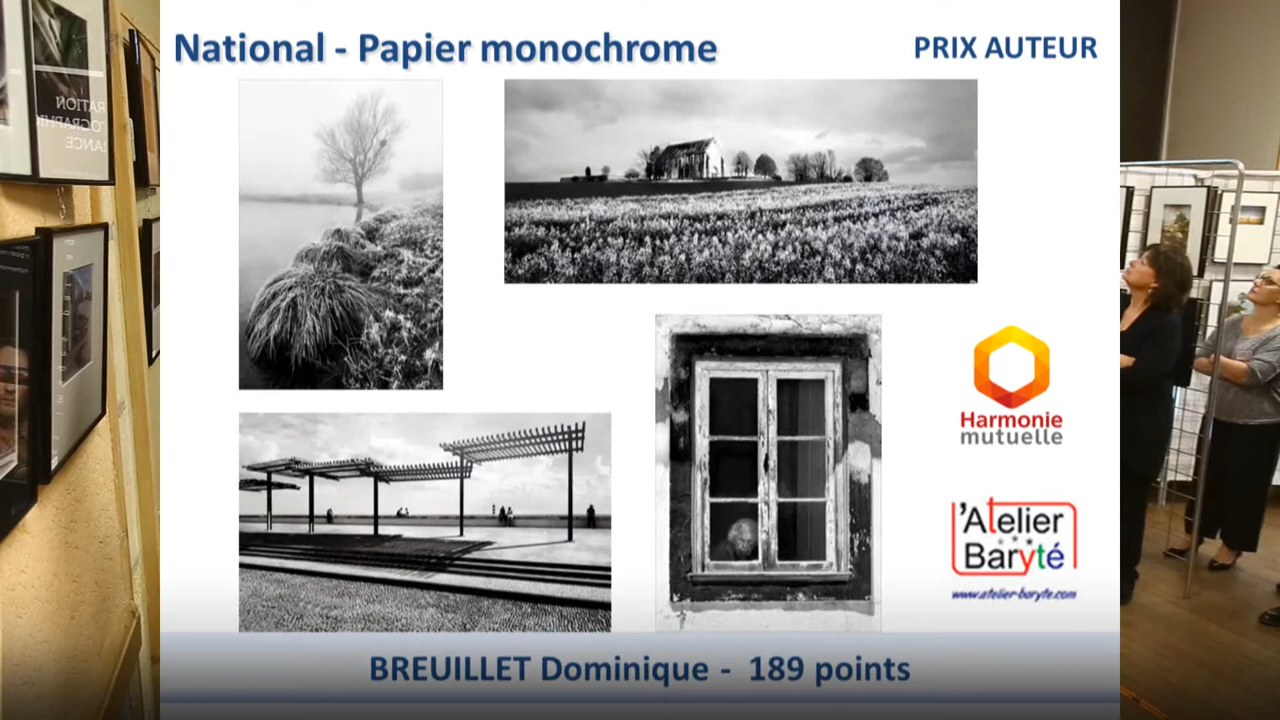 National - Papier monochrome
PRIX AUTEUR
Harmonie
mutuelle
'Atelier
Baryté
www.atelier-baryte.com
BREUILLET Dominique - 189 points